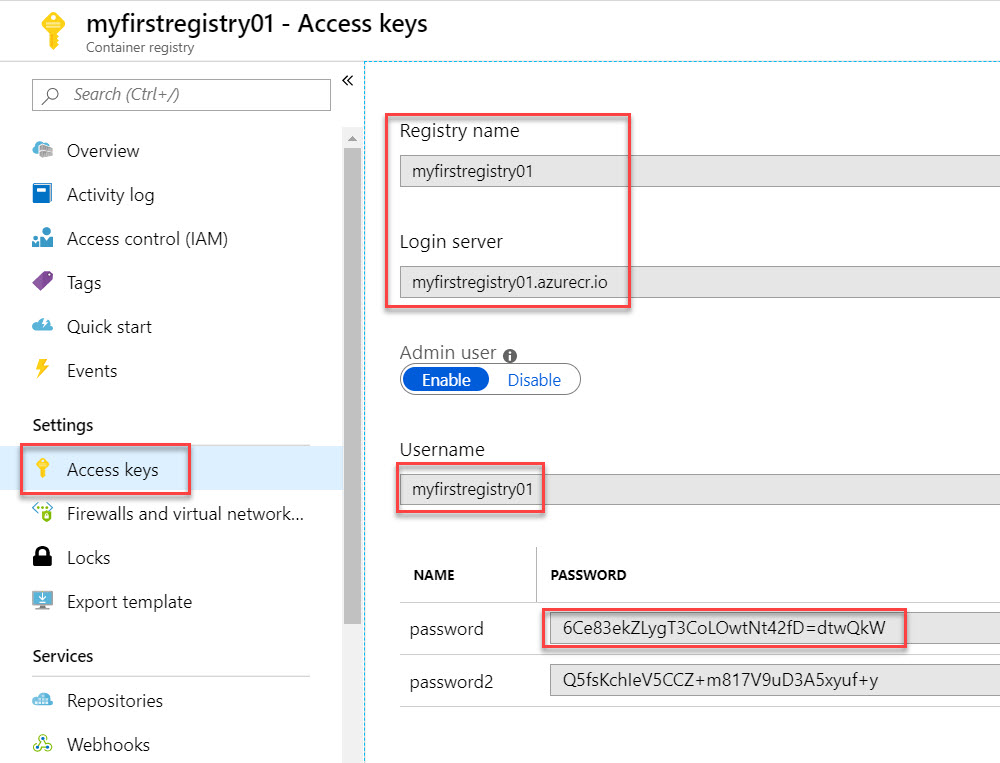 myfirstregistry01 - Access keys
Container registry
Search (Ctrl+/)
«
Overview
Activity log
Access control (IAM)
Tags
Quick start
Events
Settings
Access keys
Firewalls and virtual network...
Locks
Export template
Services
Repositories
Webhooks
Registry name
myfirstregistry01
Login server
myfirstregistry01.azurecr.io
Admin user
Enable Disable
Username
myfirstregistry01
NAME PASSWORD
password 6Ce83ekZLygT3CoLOwtNt42fD=dtwQkW
password2 Q5fsKchIeV5CCZ+m817V9uD3A5xyuf+y